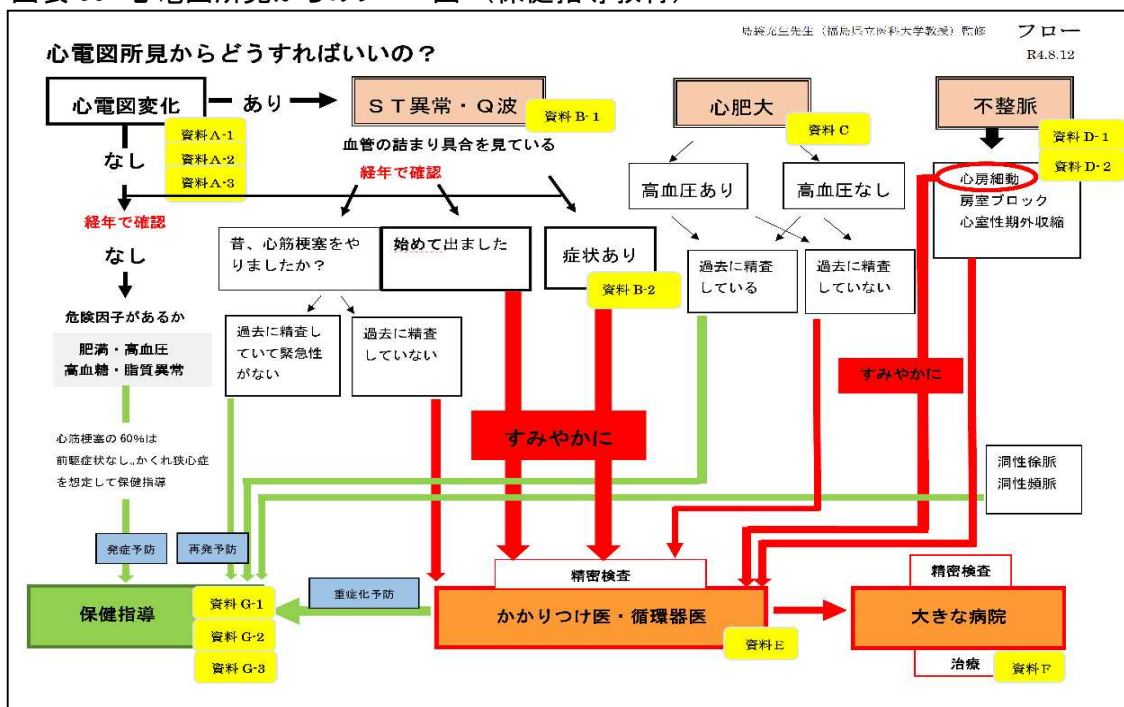 心電図所見からどうすればいいの?
フロー
R4.8.12
心電図変化
あり
ST異常・Q波
心肥大
不整脈
資料A-1
資料A-2
資料A-3
資料B-1
資料C
資料D-1
資料D-2
なし
血管の詰まり具合を見ている
経年で確認
高血圧あり
高血圧なし
心房細動
房室ブロック
心室性期外収縮
経年で確認
なし
昔、心筋梗塞をや
りましたか?
始めて出ました
症状あり
資料B-2
過去に精査
している
過去に精査
していない
危険因子があるか
肥満・高血圧
高血糖・脂質異常
過去に精査し
ていて緊急性
がない
過去に精査
していない
すみやかに
すみやかに
心筋梗塞の60%は
前駆症状なし。かくれ狭心症
を想定して保健指導
洞性徐脈
洞性頻脈
発症予防
再発予防
重症化予防
精密検査
精密検査
保健指導
資料G-1
資料G-2
資料G-3
かかりつけ医・循環器医
資料E
大きな病院
治療
資料F